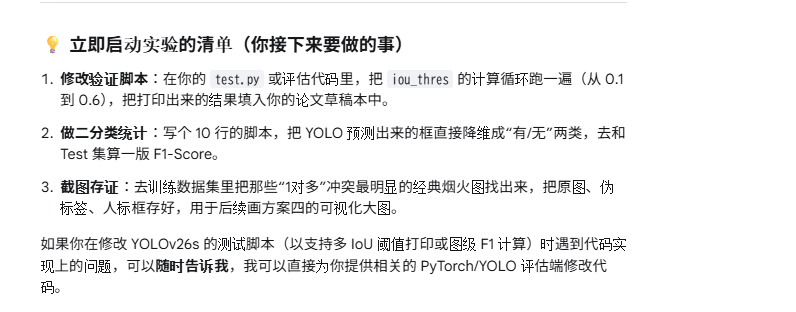 💡 立即启动实验的清单（你接下来要做的事）
1. 修改验证脚本：在你的 test.py 或评估代码里，把 iou_thres 的计算循环跑一遍（从 0.1
到 0.6），把打印出来的结果填入你的论文草稿本中。
2. 做二分类统计：写个 10 行的脚本，把 YOLO 预测出来的框直接降维成“有/无”两类，去和
Test 集算一版 F1-Score。
3. 截图存证：去训练数据集里把那些“1对多”冲突最明显的经典烟火图找出来，把原图、伪
标签、人标框存好，用于后续画方案四的可视化大图。
如果你在修改 YOLOv26s 的测试脚本（以支持多 IoU 阈值打印或图级 F1 计算）时遇到代码实
现上的问题，可以随时告诉我，我可以直接为你提供相关的 PyTorch/YOLO 评估端修改代
码。